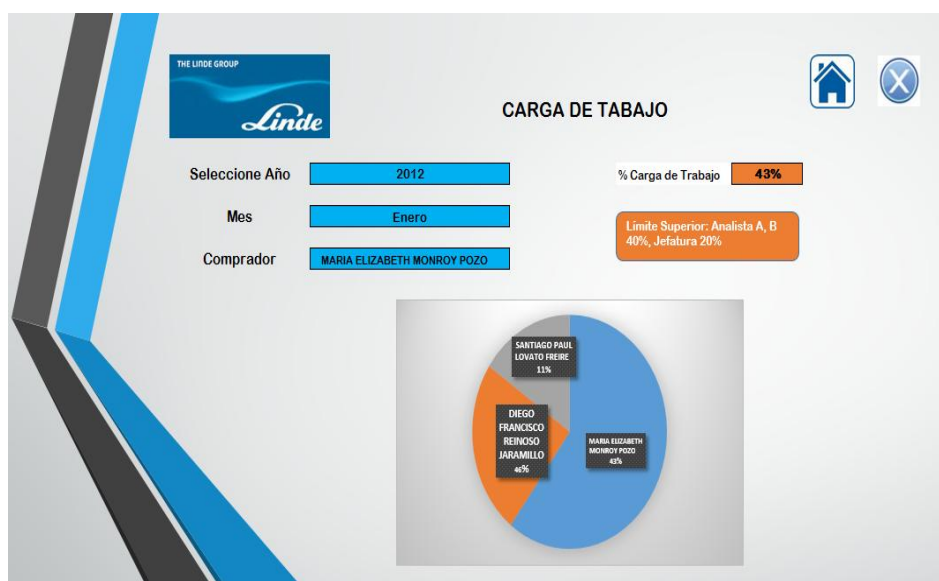 THE LINDE GROUP
Linde
CARGA DE TABAJO
Seleccione Año
2012
% Carga de Trabajo
43%
Mes
Enero
Límite Superior: Analista A, B
40%, Jefatura 20%
Comprador
MARIA ELIZABETH MONROY POZO
SANTIAGO PAUL
LOVATO FREIRE
11%
DIEGO
FRANCISCO
REINOSO
JARAMILLO
46%
MARIA ELIZABETH
MONROY POZO
43%